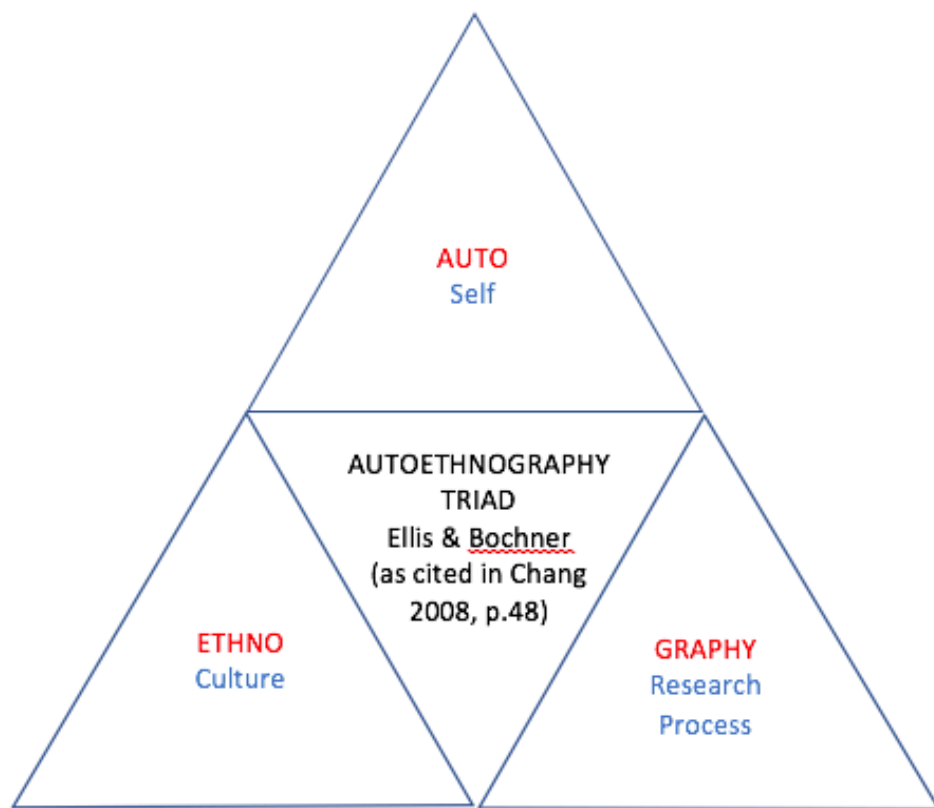 AUTO
Self
AUTOETHNOGRAPHY
TRIAD
Ellis & Bochner
(as cited in Chang
2008, p.48)
ETHNO
Culture
GRAPHY
Research
Process